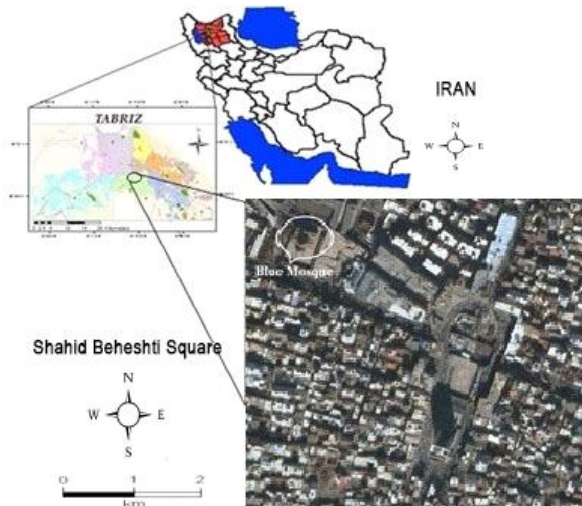 IRAN
N
W E
S
TABRIZ
Blue Mosque
Shahid Beheshti Square
N
W E
S
0 1 2
km